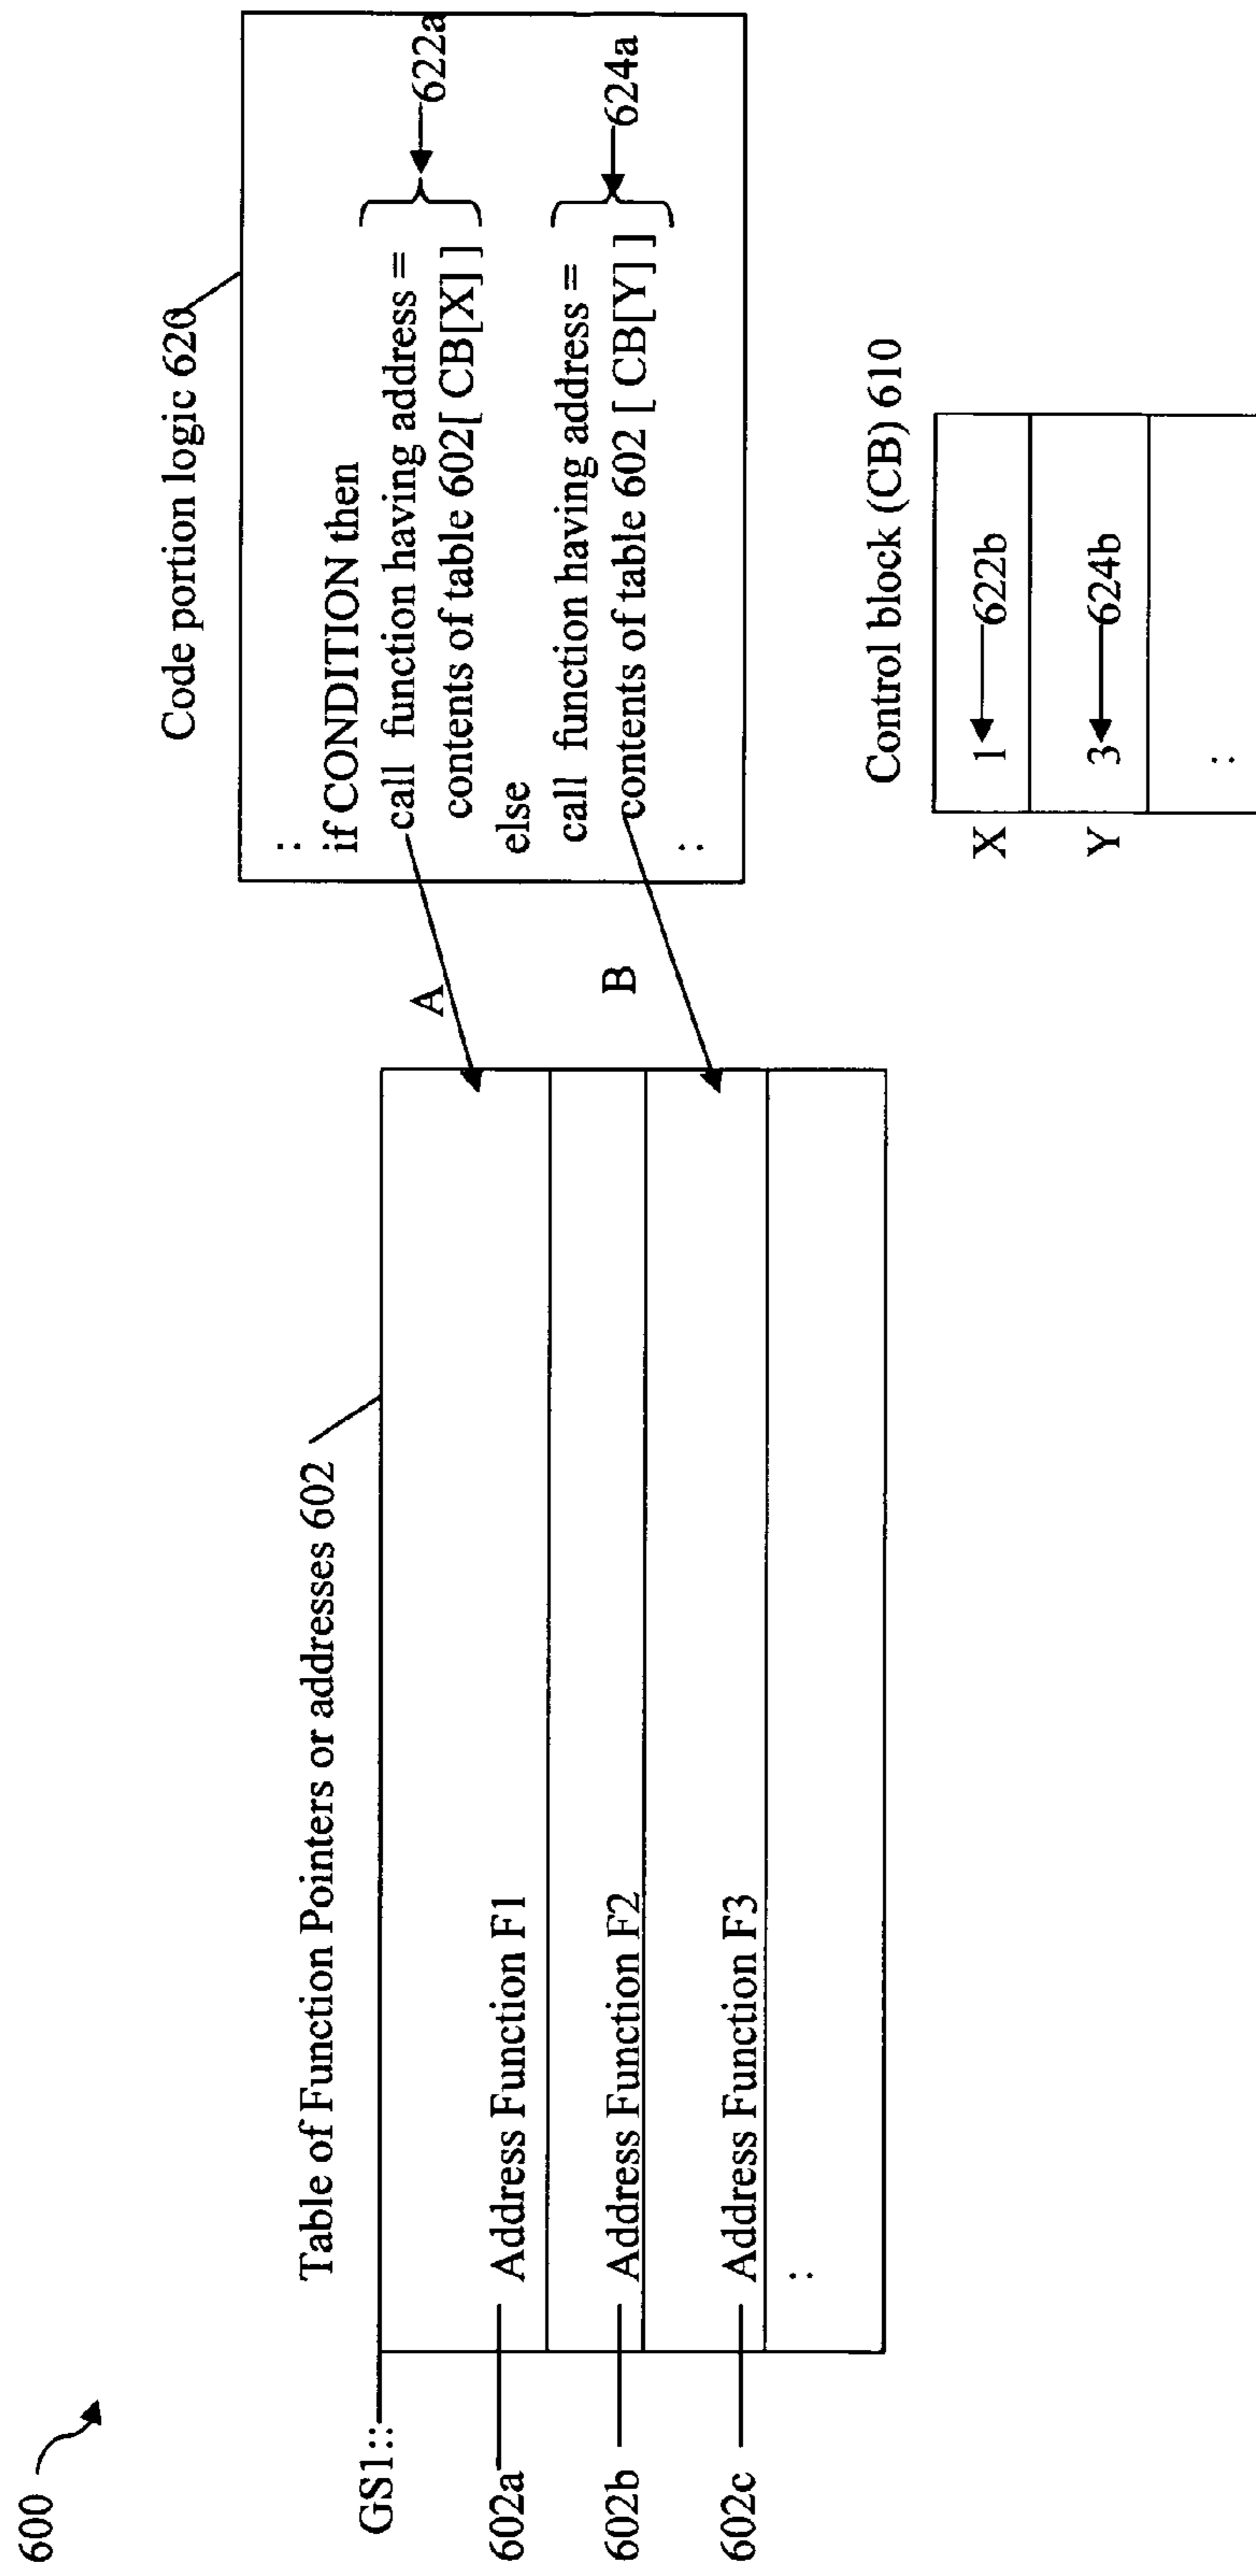 600
Table of Function Pointers or addresses 602
GS1::
602a
Address Function F1
602b
Address Function F2
602c
Address Function F3
:
A
B
Code portion logic 620
:
if CONDITION then
call function having address =
contents of table 602[ CB[X] ]
622a
else
call function having address =
contents of table 602 [ CB[Y] ]
624a
:
Control block (CB) 610
X
1
622b
Y
3
624b
: